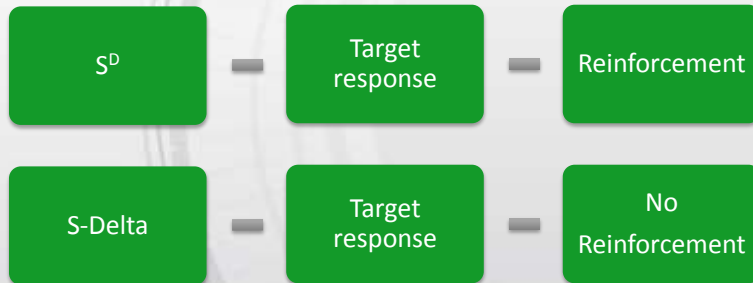 S^D
Target
response
Reinforcement
S-Delta
Target
response
No
Reinforcement